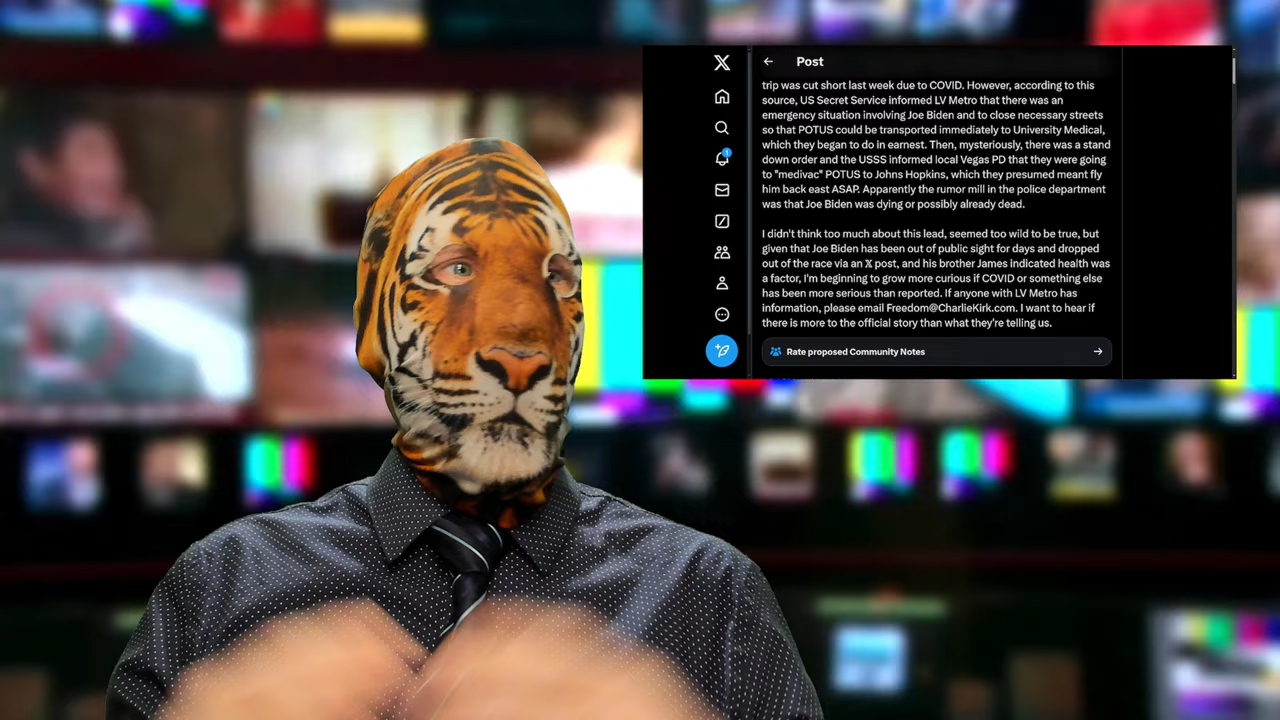 Post
trip was cut short last week due to COVID. However, according to this
source, US Secret Service informed LV Metro that there was an
emergency situation involving Joe Biden and to close necessary streets
so that POTUS could be transported immediately to University Medical,
which they began to do in earnest. Then, mysteriously, there was a stand
down order and the USSS informed local Vegas PD that they were going
to "medivac" POTUS to Johns Hopkins, which they presumed meant fly
him back east ASAP. Apparently the rumor mill in the police department
was that Joe Biden was dying or possibly already dead.
I didn't think too much about this lead, seemed too wild to be true, but
given that Joe Biden has been out of public sight for days and dropped
out of the race via an 𝕏 post, and his brother James indicated health was
a factor, I'm beginning to grow more curious if COVID or something else
has been more serious than reported. If anyone with LV Metro has
information, please email Freedom@CharlieKirk.com. I want to hear if
there is more to the official story than what they're telling us.
Rate proposed Community Notes